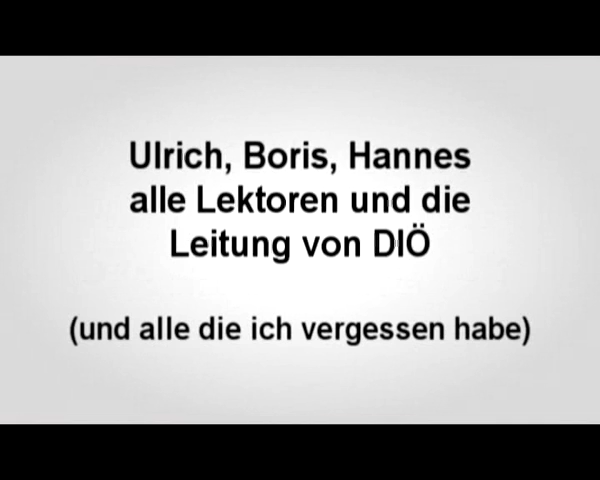 Ulrich, Boris, Hannes
alle Lektoren und die
Leitung von DIÖ
(und alle die ich vergessen habe)